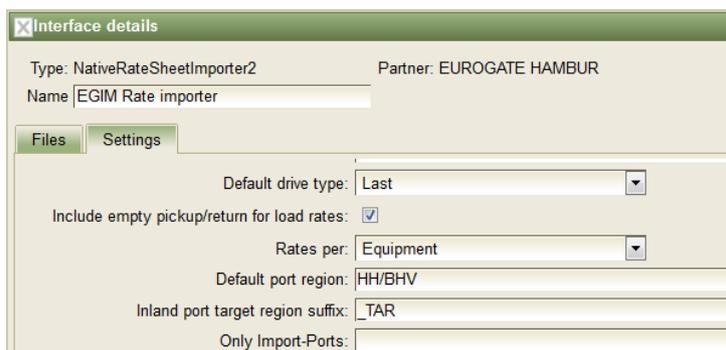 Interface details
Type: NativeRateSheetImporter2 Partner: EUROGATE HAMBUR
Name EGIM Rate importer
Files Settings
Default drive type: Last
Include empty pickup/return for load rates:
Rates per: Equipment
Default port region: HH/BHV
Inland port target region suffix: _TAR
Only Import-Ports: